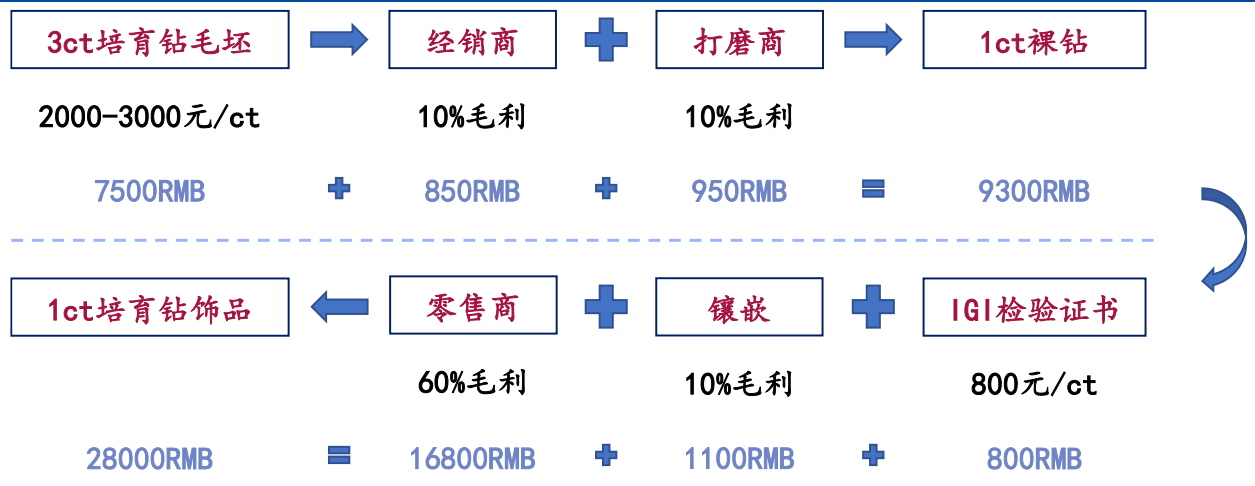 3ct培育钻毛坯 经销商 打磨商 1ct裸钻
2000-3000元/ct 10%毛利 10%毛利
7500RMB + 850RMB + 950RMB = 9300RMB
1ct培育钻饰品 零售商 镶嵌 IGI检验证书
60%毛利 10%毛利 800元/ct
28000RMB = 16800RMB + 1100RMB + 800RMB